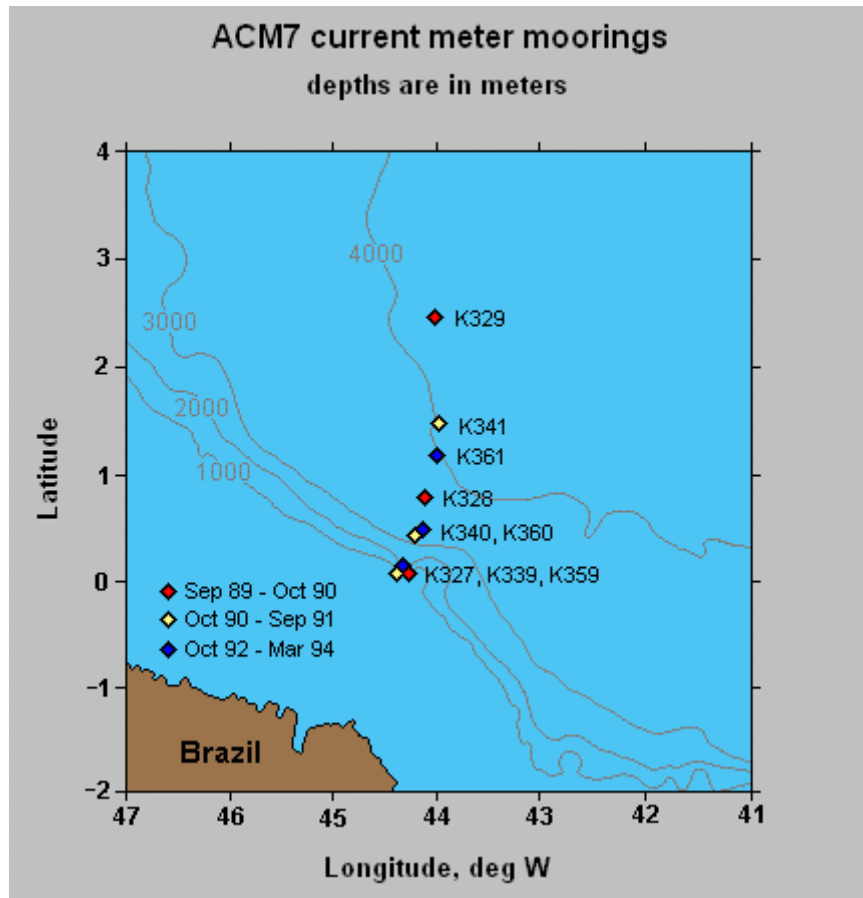 ACM7 current meter moorings
depths are in meters
4
3
2
1
0
−1
−2
Latitude
4000
3000
2000
1000
K329
K341
K361
K328
K340, K360
K327, K339, K359
Sep 89 - Oct 90
Oct 90 - Sep 91
Oct 92 - Mar 94
Brazil
47 46 45 44 43 42 41
Longitude, deg W